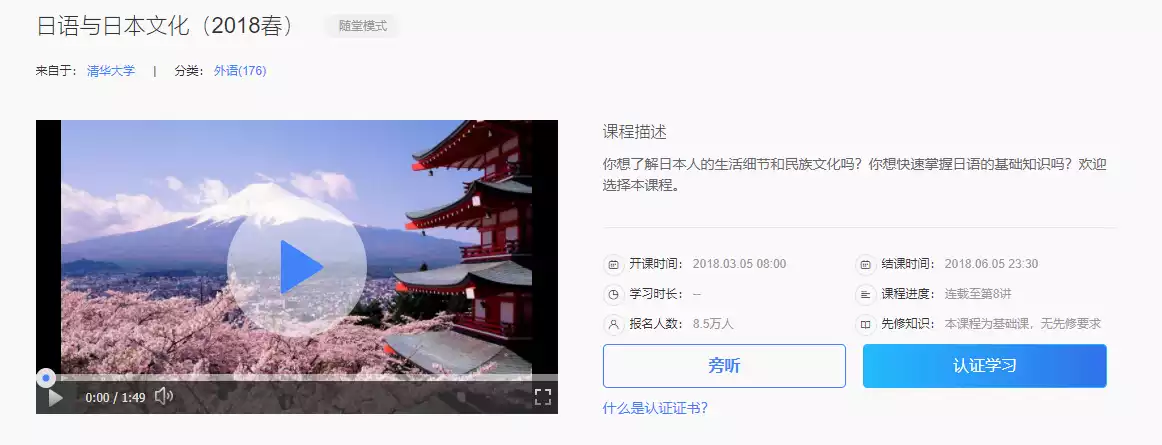 日语与日本文化（2018春） 随堂模式
来自于： 清华大学 | 分类： 外语(176)
课程描述
你想了解日本人的生活细节和民族文化吗？你想快速掌握日语的基础知识吗？欢迎
选择本课程。
开课时间： 2018.03.05 08:00 结课时间： 2018.06.05 23:30
学习时长： -- 课程进度： 连载至第8讲
报名人数： 8.5万人 先修知识： 本课程为基础课，无先修要求
旁听 认证学习
0:00 / 1:49
什么是认证证书？